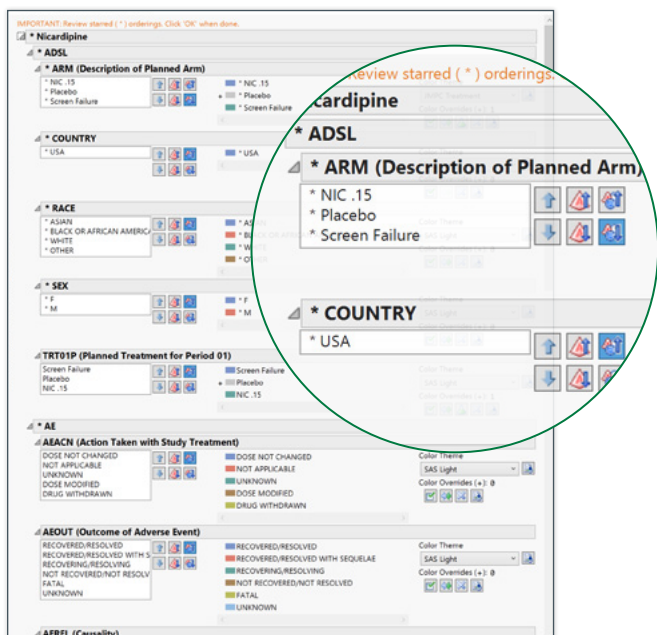 IMPORTANT: Review starred ( * ) orderings. Click 'OK' when done.
* Nicardipine
* ADSL
* ARM (Description of Planned Arm)
* NIC .15
* Placebo
* Screen Failure
* NIC .15
* Placebo
* Screen Failure
* COUNTRY
* USA
* USA
* RACE
* ASIAN
* BLACK OR AFRICAN AMERICA
* WHITE
* OTHER
* SEX
* F
* M
* F
* M
TRT01P (Planned Treatment for Period 01)
Screen Failure
Placebo
NIC .15
Screen Failure
Placebo
NIC .15
Review starred ( * ) orderings.
cardipine
* ADSL
* ARM (Description of Planned Arm)
* NIC .15
* Placebo
* Screen Failure
* COUNTRY
* USA
* AE
AEACN (Action Taken with Study Treatment)
DOSE NOT CHANGED
NOT APPLICABLE
UNKNOWN
DOSE MODIFIED
DRUG WITHDRAWN
DOSE NOT CHANGED
NOT APPLICABLE
UNKNOWN
DOSE MODIFIED
DRUG WITHDRAWN
Color Theme
SAS Light
Color Overrides (+): 0
AEOUT (Outcome of Adverse Event)
RECOVERED/RESOLVED
RECOVERED/RESOLVED WITH S
RECOVERING/RESOLVING
NOT RECOVERED/NOT RESOLV
FATAL
UNKNOWN
RECOVERED/RESOLVED
RECOVERED/RESOLVED WITH SEQUELAE
RECOVERING/RESOLVING
NOT RECOVERED/NOT RESOLVED
FATAL
UNKNOWN
Color Theme
SAS Light
Color Overrides (+): 0
AEREL (Causality)